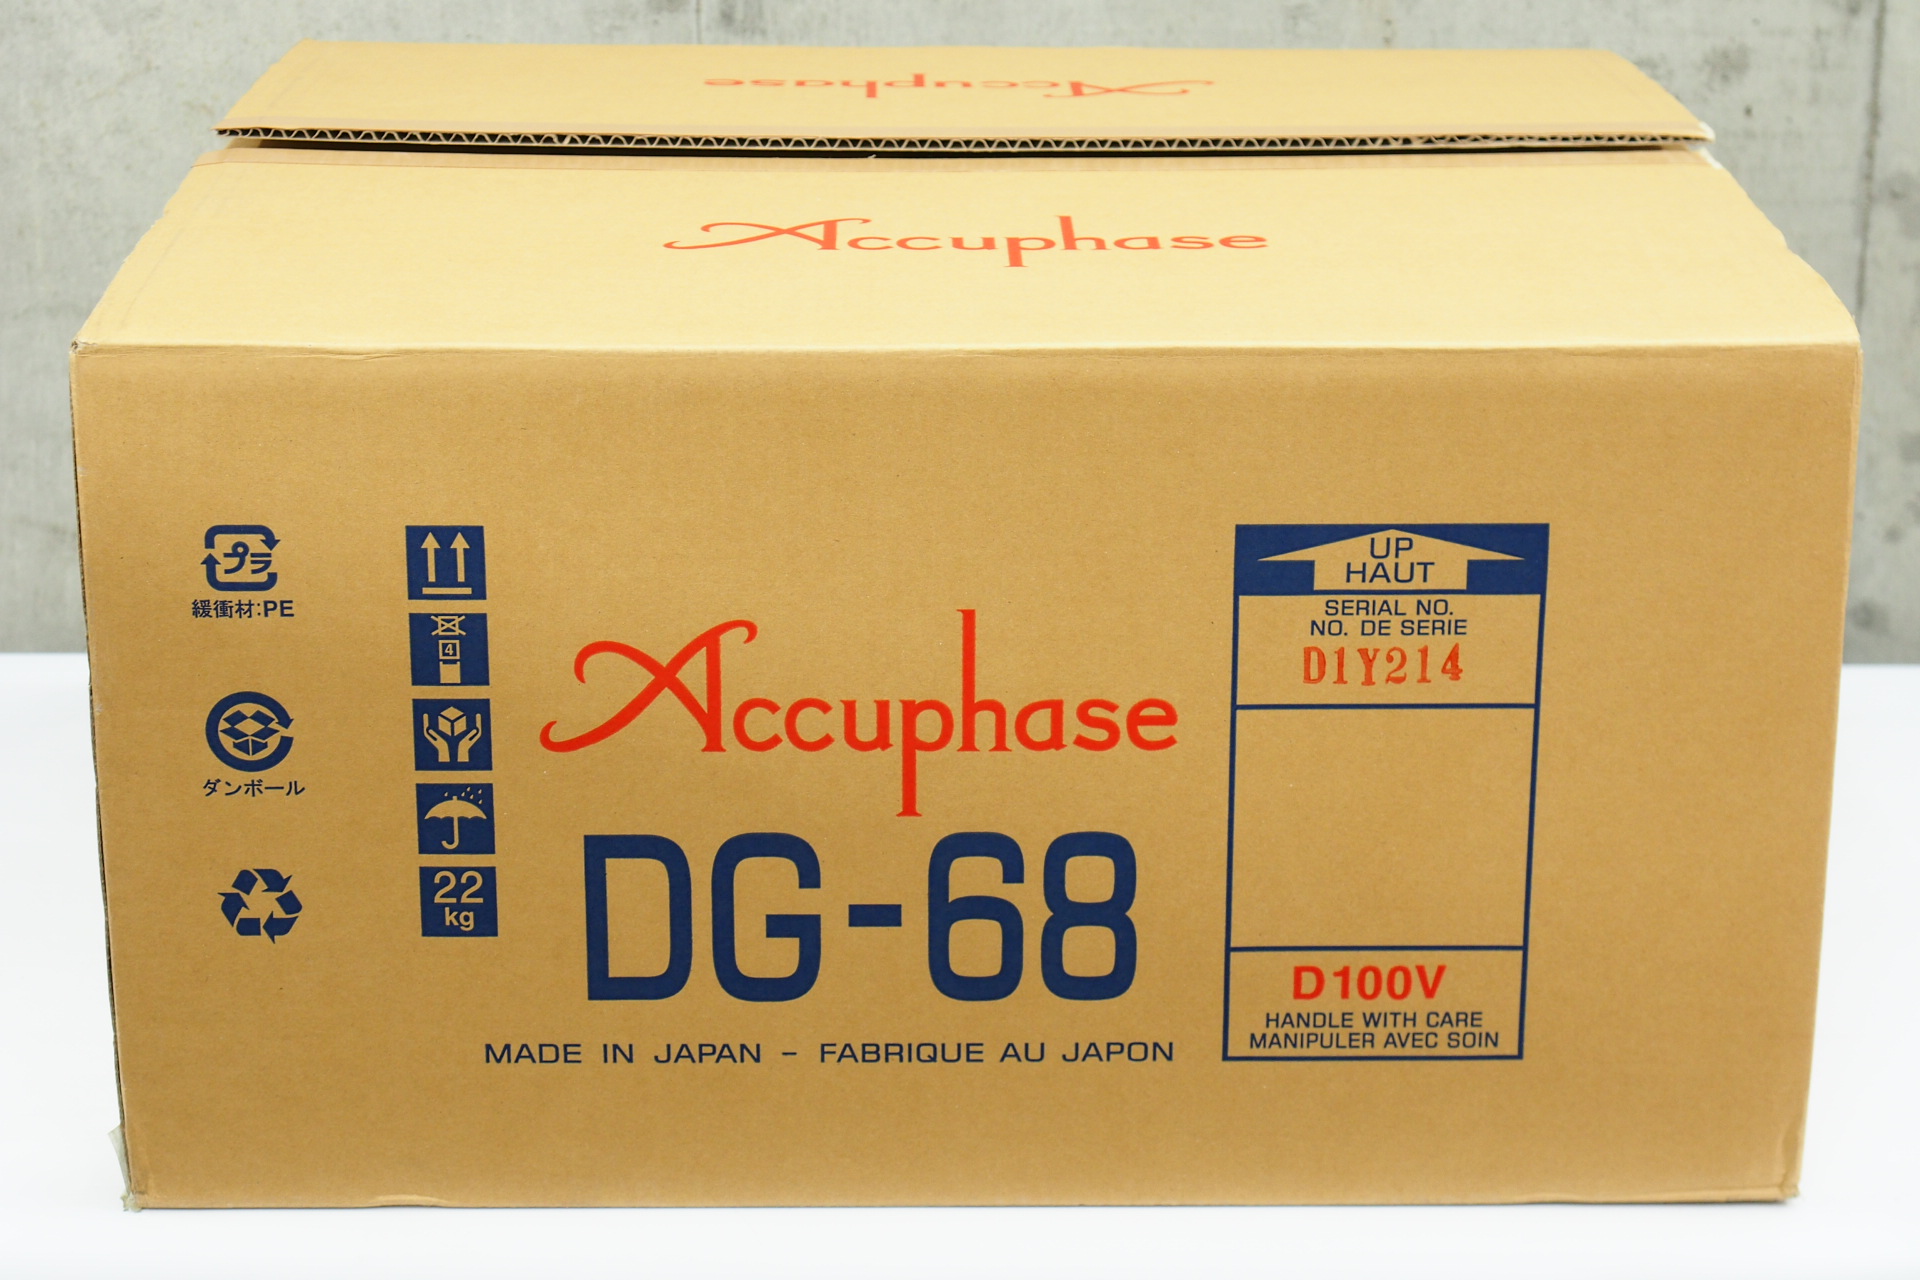 Accuphase
Accuphase
プラ
緩衝材:PE
ダンボール
4
22
kg
Accuphase
DG-68
MADE IN JAPAN - FABRIQUE AU JAPON
UP
HAUT
SERIAL NO.
NO. DE SERIE
D1Y214
D100V
HANDLE WITH CARE
MANIPULER AVEC SOIN